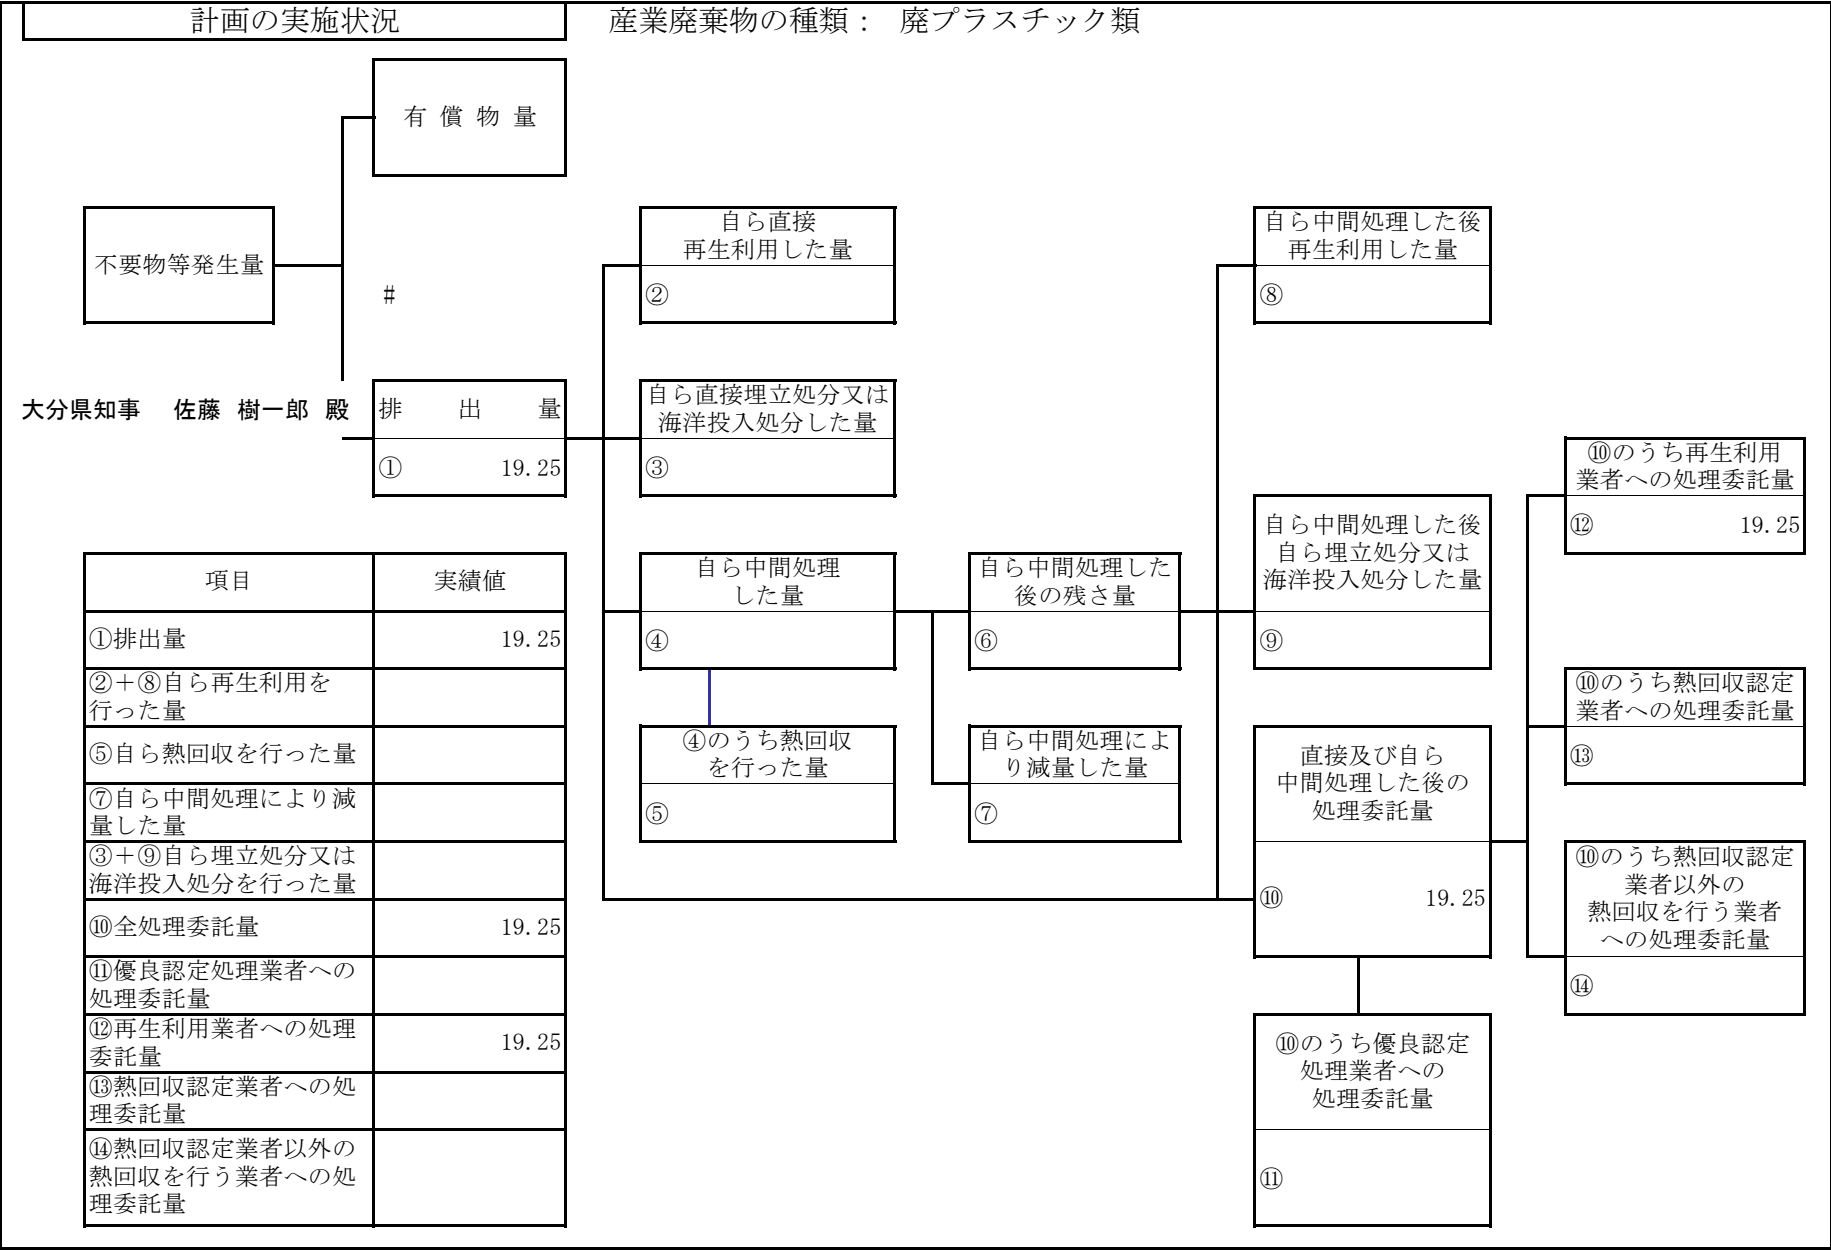 計画の実施状況
産業廃棄物の種類： 廃プラスチック類
有 償 物 量
不要物等発生量
#
大分県知事 佐藤 樹一郎 殿
排 出 量
① 19.25
自ら直接
再生利用した量
②
自ら直接埋立処分又は
海洋投入処分した量
③
自ら中間処理
した量
④
④のうち熱回収
を行った量
⑤
自ら中間処理した
後の残さ量
⑥
自ら中間処理によ
り減量した量
⑦
自ら中間処理した後
再生利用した量
⑧
自ら中間処理した後
自ら埋立処分又は
海洋投入処分した量
⑨
直接及び自ら
中間処理した後の
処理委託量
⑩ 19.25
⑩のうち優良認定
処理業者への
処理委託量
⑪
⑩のうち再生利用
業者への処理委託量
⑫ 19.25
⑩のうち熱回収認定
業者への処理委託量
⑬
⑩のうち熱回収認定
業者以外の
熱回収を行う業者
への処理委託量
⑭
項目 実績値
①排出量 19.25
②＋⑧自ら再生利用を
行った量
⑤自ら熱回収を行った量
⑦自ら中間処理により減
量した量
③＋⑨自ら埋立処分又は
海洋投入処分を行った量
⑩全処理委託量 19.25
⑪優良認定処理業者への
処理委託量
⑫再生利用業者への処理
委託量 19.25
⑬熱回収認定業者への処
理委託量
⑭熱回収認定業者以外の
熱回収を行う業者への処
理委託量